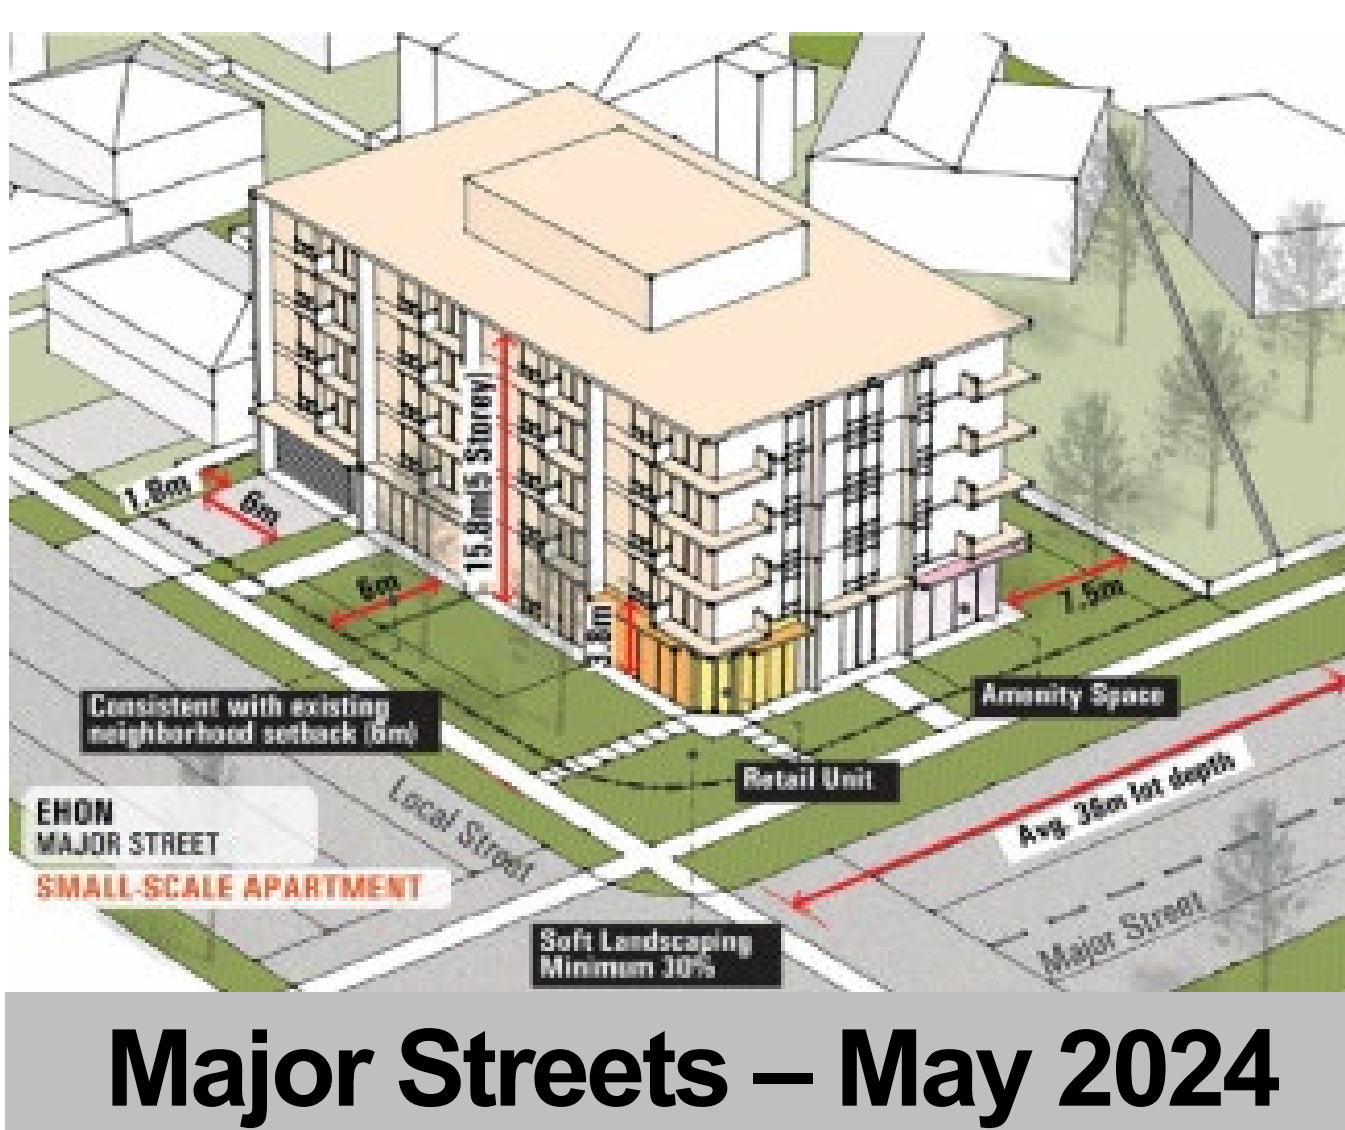 1.8m
6m
15.8m(5 Storey)
6m
3.8m
7.5m
Consistent with existing
neighborhood setback (6m)
Amenity Space
Retail Unit
Avg. 36m lot depth
Local Street
EHON
MAJOR STREET
SMALL-SCALE APARTMENT
Major Street
Soft Landscaping
Minimum 30%
Major Streets – May 2024